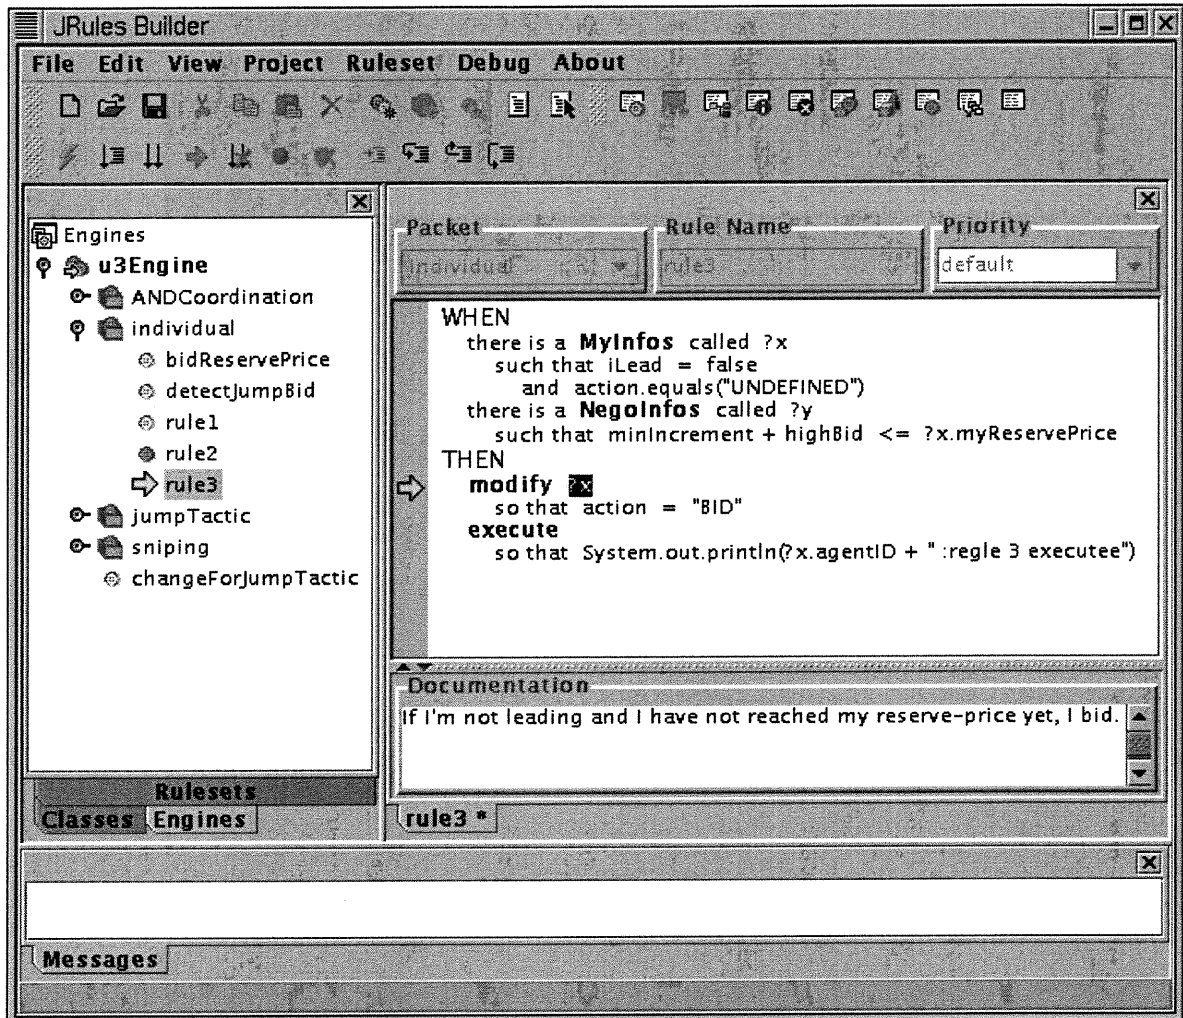 JRules Builder
File Edit View Project Ruleset Debug About
Engines
u3Engine
ANDCoordination
individual
bidReservePrice
detectJumpBid
rule1
rule2
rule3
jumpTactic
sniping
changeForJumpTactic
Rulesets
Classes Engines
Packet
individual
Rule Name
rule3
Priority
default
WHEN
there is a MyInfos called ?x
such that iLead = false
and action.equals("UNDEFINED")
there is a NegoInfos called ?y
such that minIncrement + highBid <= ?x.myReservePrice
THEN
modify ?x
so that action = "BID"
execute
so that System.out.println(?x.agentID + " :regle 3 executee")
Documentation
If I'm not leading and I have not reached my reserve-price yet, I bid.
rule3 *
Messages